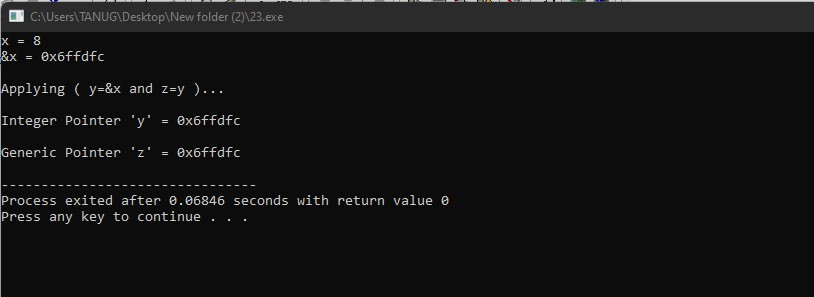 C:\Users\TANUG\Desktop\New folder (2)\23.exe
x = 8
&x = 0x6ffdfc
Applying ( y=&x and z=y )...
Integer Pointer 'y' = 0x6ffdfc
Generic Pointer 'z' = 0x6ffdfc
--------------------------------
Process exited after 0.06846 seconds with return value 0
Press any key to continue . . .